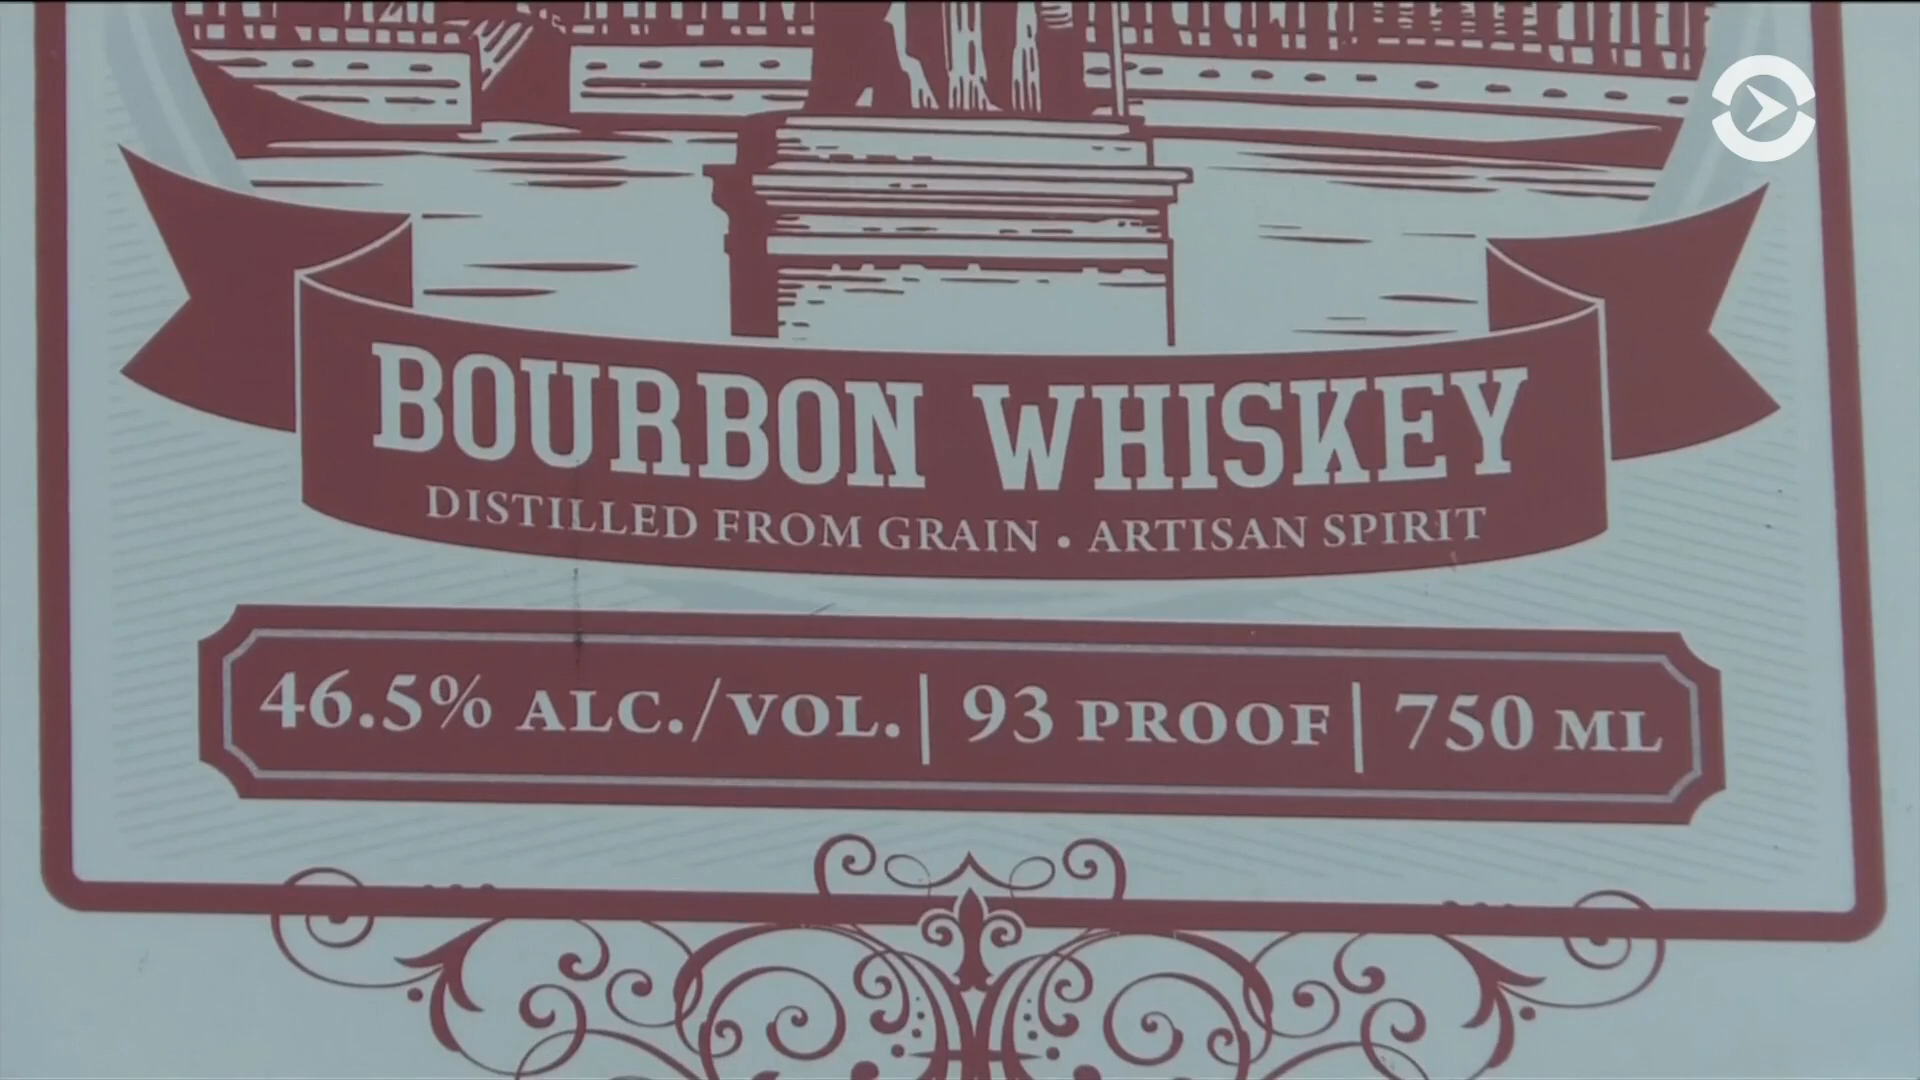 BOURBON WHISKEY
DISTILLED FROM GRAIN • ARTISAN SPIRIT
46.5% ALC./VOL. | 93 PROOF | 750 ML